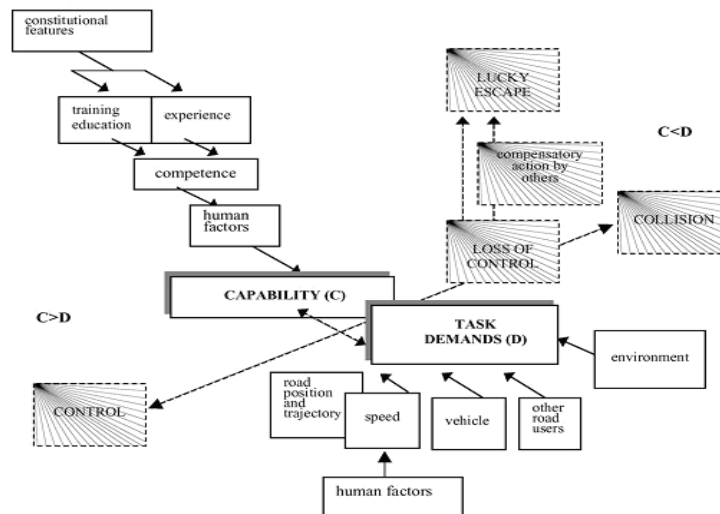 constitutional
features
training
education
experience
competence
human
factors
CAPABILITY (C)
C>D
CONTROL
LUCKY
ESCAPE
C<D
compensatory
action by
others
COLLISION
LOSS OF
CONTROL
TASK
DEMANDS (D)
environment
road
position
and
trajectory
speed
vehicle
other
road
users
human factors